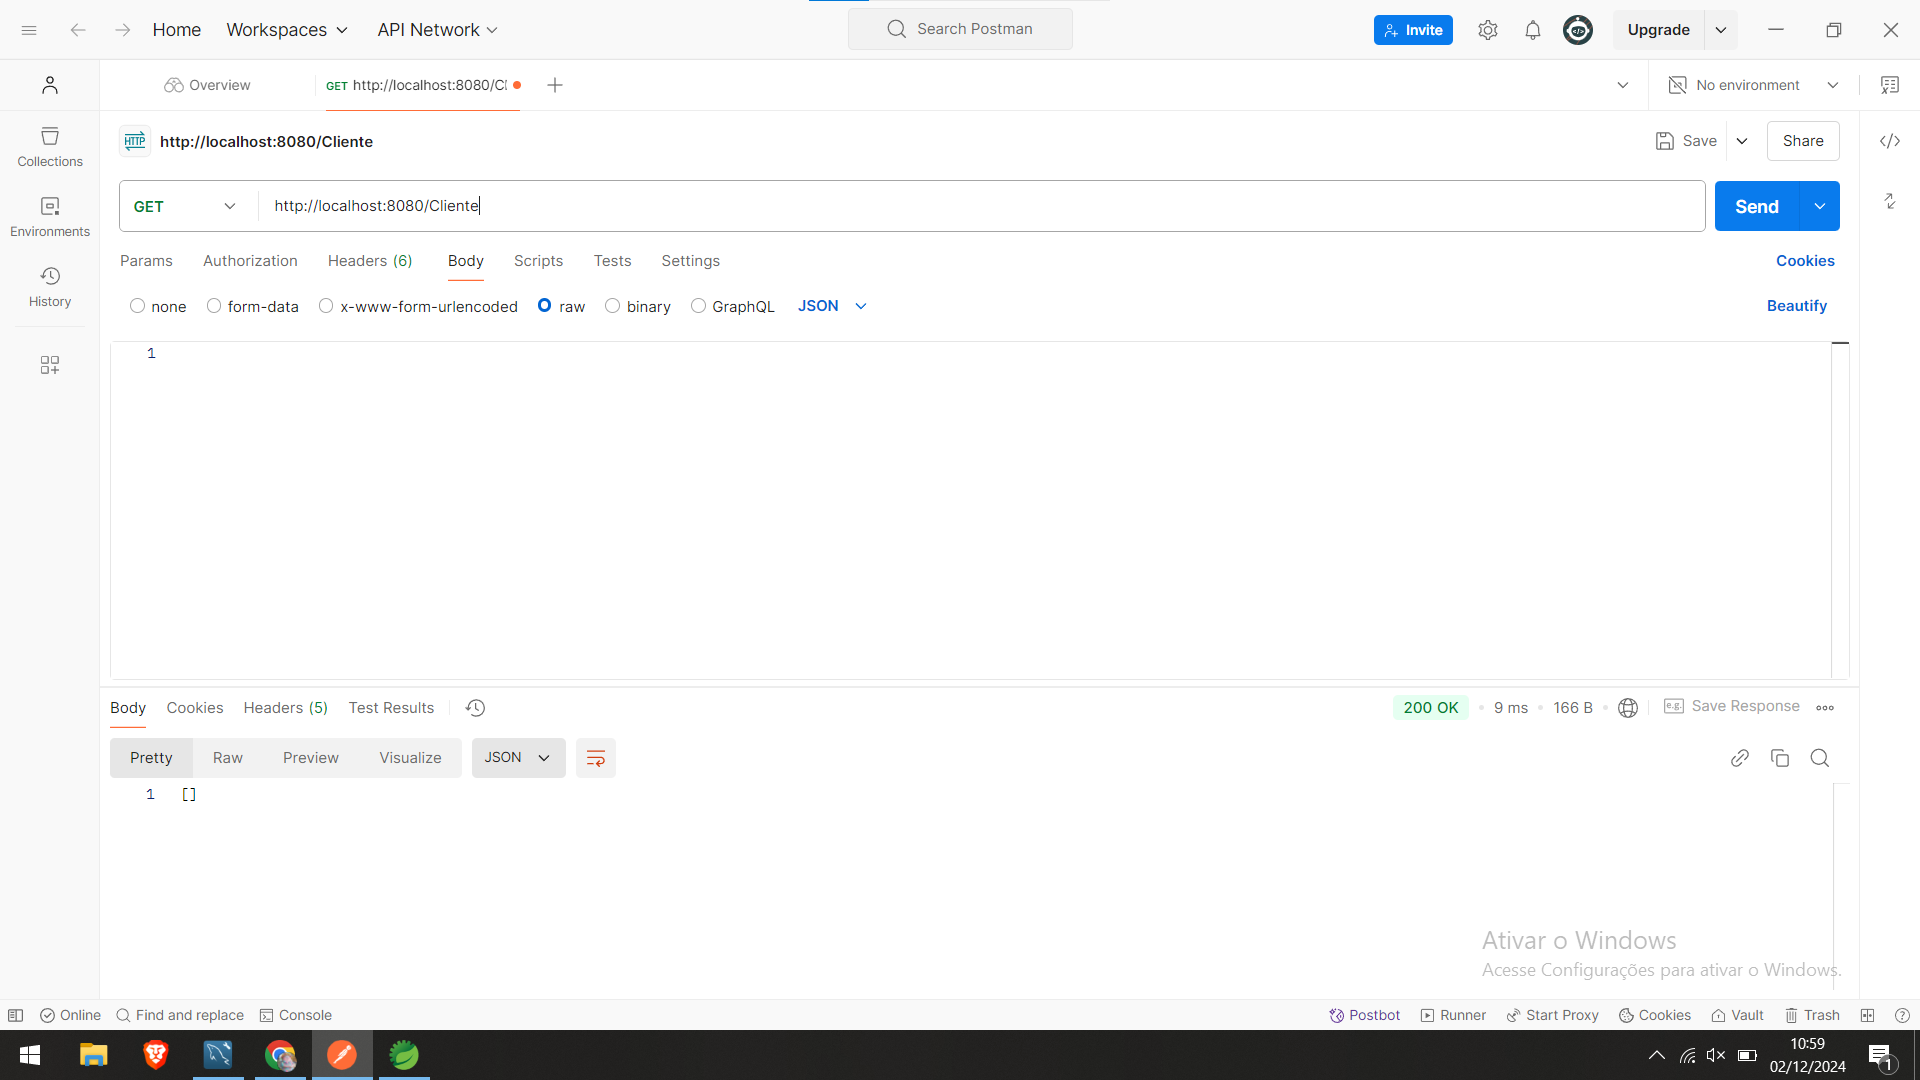 Home Workspaces API Network Search Postman Invite Upgrade
Overview GET http://localhost:8080/Cl No environment
HTTP http://localhost:8080/Cliente Save Share
Collections
GET http://localhost:8080/Cliente Send
Environments
Params Authorization Headers (6) Body Scripts Tests Settings Cookies
History
none form-data x-www-form-urlencoded raw binary GraphQL JSON Beautify
1
Body Cookies Headers (5) Test Results 200 OK 9 ms 166 B e.g. Save Response
Pretty Raw Preview Visualize JSON
1 []
Ativar o Windows
Acesse Configurações para ativar o Windows.
Online Find and replace Console Postbot Runner Start Proxy Cookies Vault Trash
10:59
02/12/2024
1